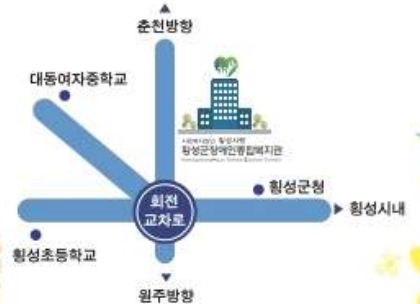 춘천방향
대동여자중학교
횡성군장애인종합복지관
횡성군청
회전
교차로
횡성시내
횡성초등학교
원주방향